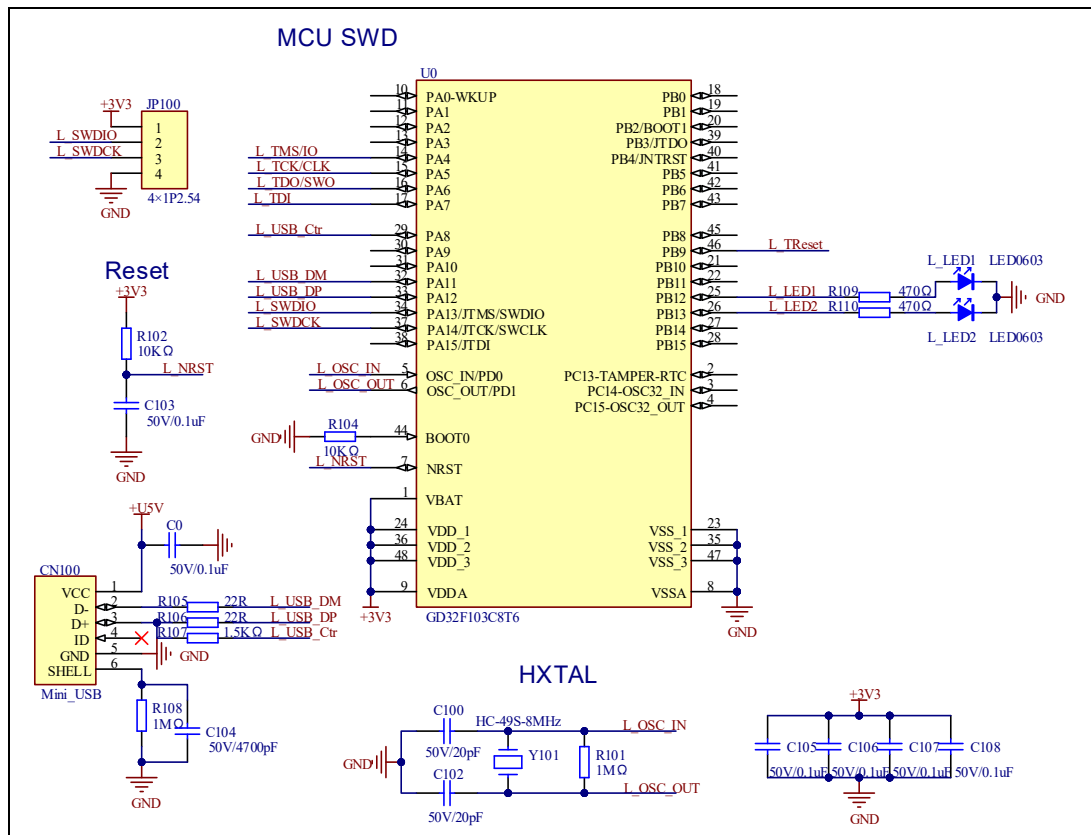 MCU SWD
+3V3
JP100
L_SWDIO
L_SWDCK
1
2
3
4
GND
4×1P2.54
Reset
+3V3
R102
10KΩ
L_NRST
C103
50V/0.1uF
GND
+U5V
C0
50V/0.1uF
CN100
VCC 1
D- 2 R105 22R L_USB_DM
D+ 3 R106 22R L_USB_DP
ID 4 R107 1.5KΩ L_USB_Ctr
GND 5 GND
SHELL 6
Mini_USB
R108
1MΩ
C104
50V/4700pF
GND
U0
10 PA0-WKUP
11 PA1
12 PA2
13 PA3
L_TMS/IO 14 PA4
L_TCK/CLK 15 PA5
L_TDO/SWO 16 PA6
L_TDI 17 PA7
L_USB_Ctr 29 PA8
30 PA9
31 PA10
L_USB_DM 32 PA11
L_USB_DP 33 PA12
L_SWDIO 34 PA13/JTMS/SWDIO
L_SWDCK 37 PA14/JTCK/SWCLK
38 PA15/JTDI
L_OSC_IN 5 OSC_IN/PD0
L_OSC_OUT 6 OSC_OUT/PD1
GND R104 10KΩ 44 BOOT0
L_NRST 7 NRST
1 VBAT
24 VDD_1
36 VDD_2
48 VDD_3
9 VDDA
+3V3
GD32F103C8T6
PB0 18
PB1 19
PB2/BOOT1 20
PB3/JTDO 39
PB4/JNTRST 40
PB5 41
PB6 42
PB7 43
PB8 45
PB9 46 L_TReset
PB10 21
PB11 22
PB12 25 L_LED1 R109 470Ω
PB13 26 L_LED2 R110 470Ω
PB14 27
PB15 28
L_LED1 LED0603
GND
L_LED2 LED0603
PC13-TAMPER-RTC 2
PC14-OSC32_IN 3
PC15-OSC32_OUT 4
VSS_1 23
VSS_2 35
VSS_3 47
VSSA 8
GND
HXTAL
C100
50V/20pF
HC-49S-8MHz
L_OSC_IN
GND
Y101
R101
1MΩ
C102
50V/20pF
L_OSC_OUT
+3V3
C105 C106 C107 C108
50V/0.1uF 50V/0.1uF 50V/0.1uF 50V/0.1uF
GND